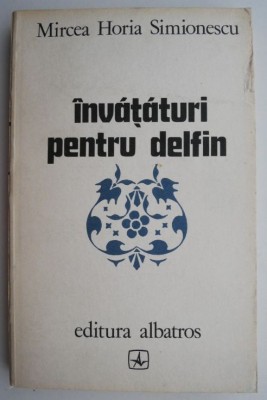 Mircea Horia Simionescu
învățături
pentru delfin
editura albatros